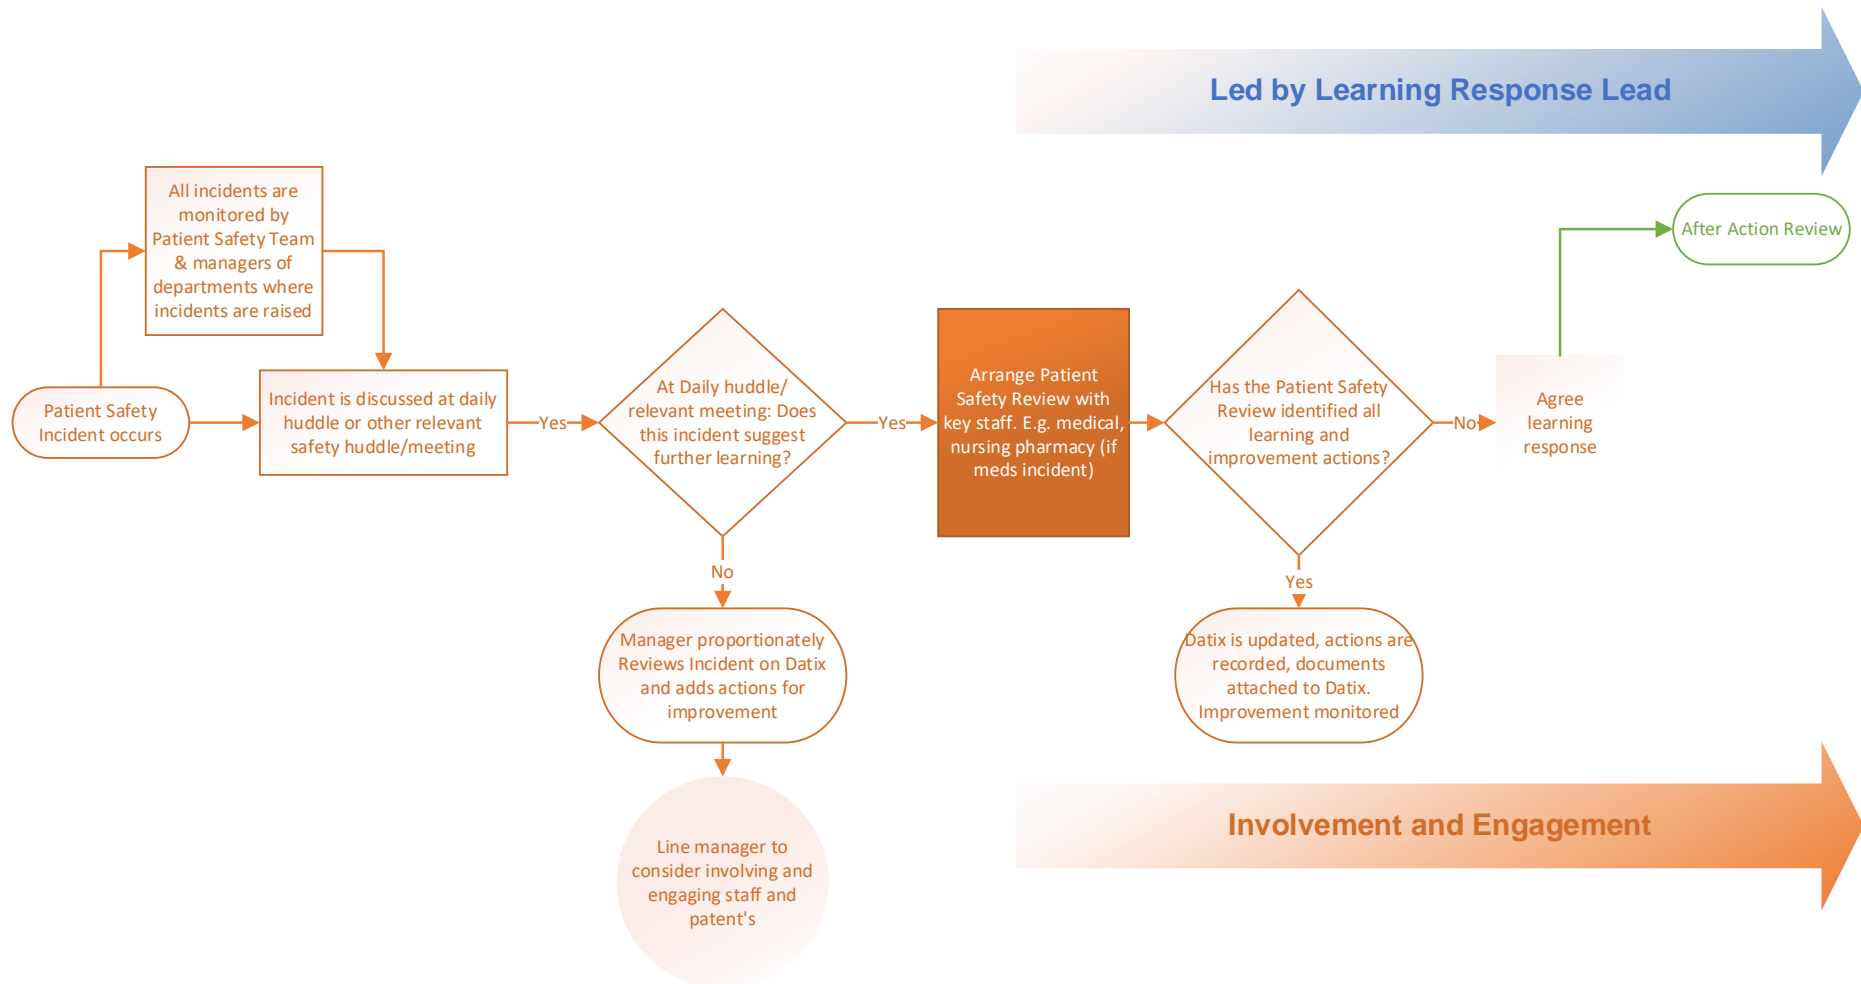 Led by Learning Response Lead
All incidents are
monitored by
Patient Safety Team
& managers of
departments where
incidents are raised
After Action Review
Patient Safety
Incident occurs
Incident is discussed at daily
huddle or other relevant
safety huddle/meeting
Yes
At Daily huddle/
relevant meeting: Does
this incident suggest
further learning?
Yes
Arrange Patient
Safety Review with
key staff. E.g. medical,
nursing pharmacy (if
meds incident)
Has the Patient Safety
Review identified all
learning and
improvement actions?
No
Agree
learning
response
No
Yes
Manager proportionately
Reviews Incident on Datix
and adds actions for
improvement
Datix is updated, actions are
recorded, documents
attached to Datix.
Improvement monitored
Line manager to
consider involving and
engaging staff and
patent's
Involvement and Engagement